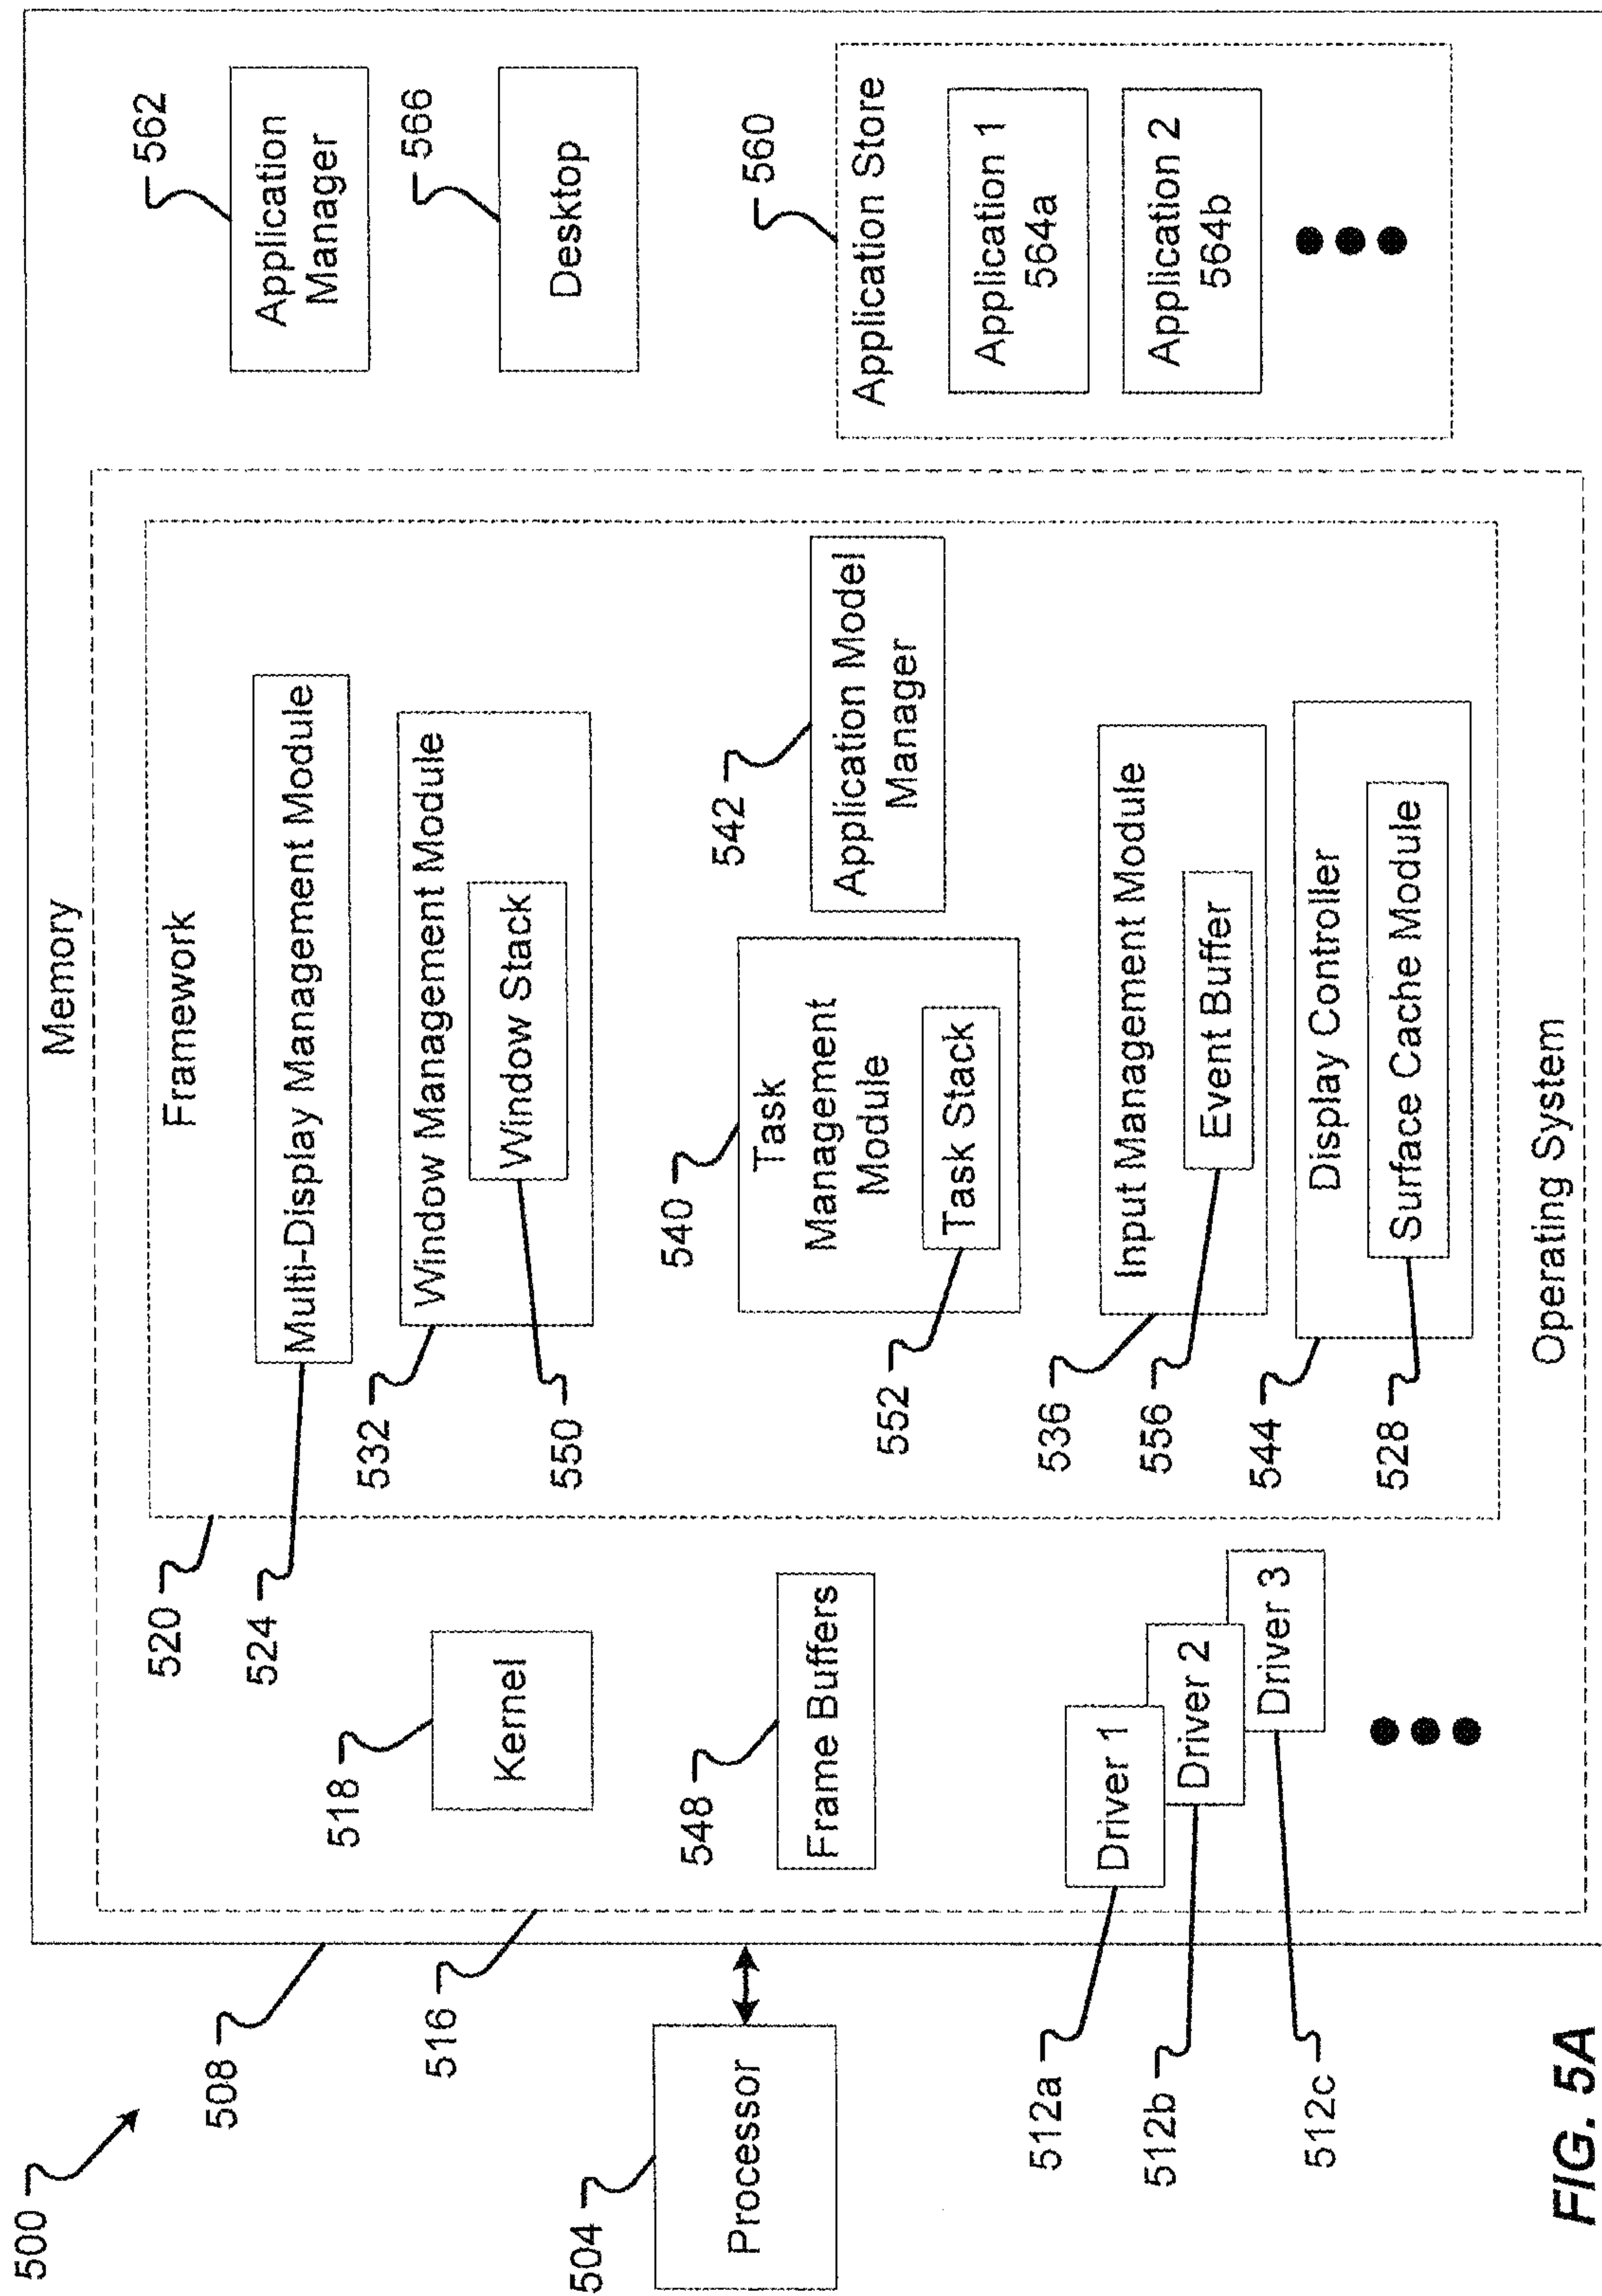 500
508
Memory
516
520
Framework
524
Multi-Display Management Module
562
Application
Manager
518
Kernel
532
Window Management Module
550
Window Stack
566
Desktop
504
Processor
548
Frame Buffers
540
Task
Management
Module
552
Task Stack
542
Application Model
Manager
560
Application Store
Application 1
564a
Application 2
564b
512a
Driver 1
512b
Driver 2
512c
Driver 3
536
Input Management Module
556
Event Buffer
544
Display Controller
528
Surface Cache Module
Operating System
FIG. 5A